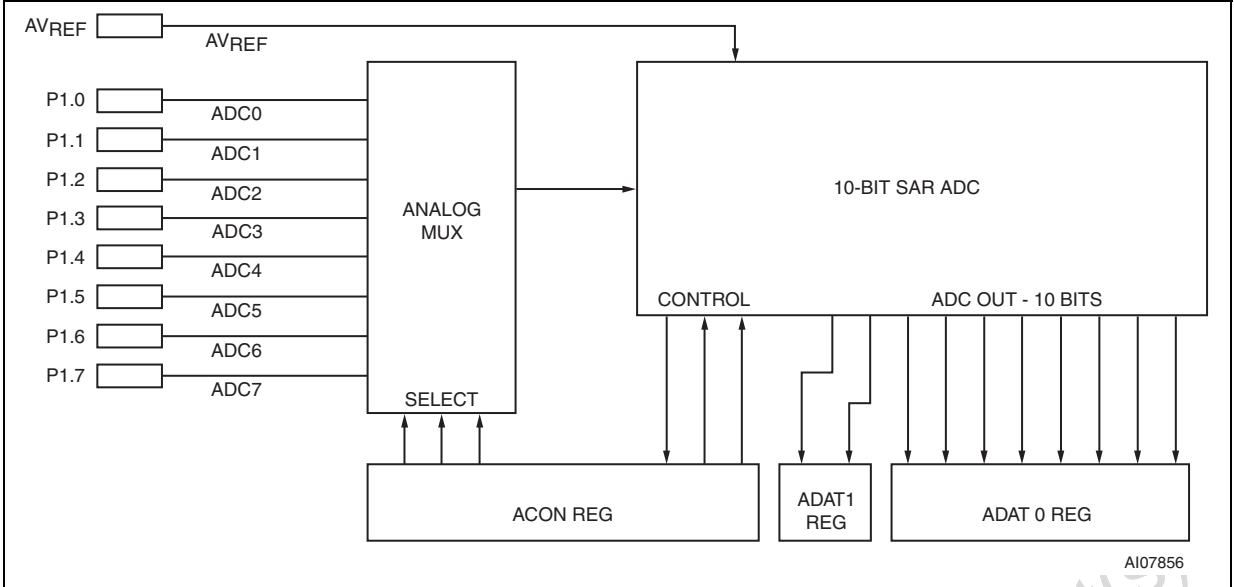 AVREF
AVREF
P1.0
ADC0
P1.1
ADC1
P1.2
ADC2
P1.3
ADC3
P1.4
ADC4
P1.5
ADC5
P1.6
ADC6
P1.7
ADC7
ANALOG
MUX
SELECT
10-BIT SAR ADC
CONTROL
ADC OUT - 10 BITS
ACON REG
ADAT1
REG
ADAT 0 REG
AI07856